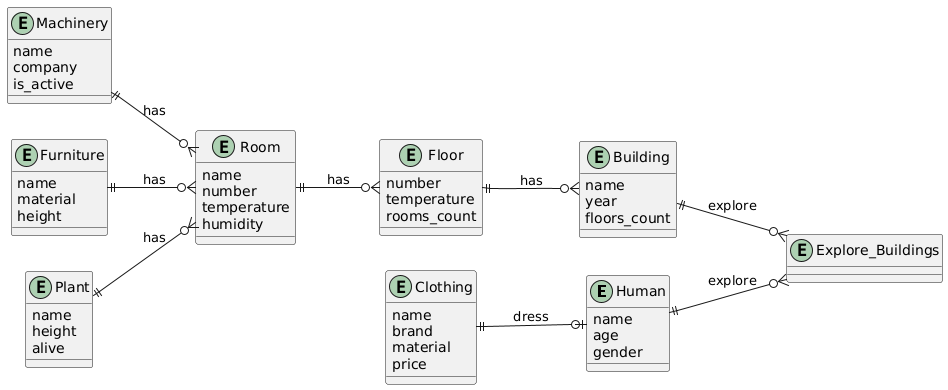 E Machinery
name
company
is_active
has
E Furniture
name
material
height
has
E Plant
name
height
alive
has
E Room
name
number
temperature
humidity
has
E Floor
number
temperature
rooms_count
has
E Building
name
year
floors_count
explore
E Clothing
name
brand
material
price
dress
E Human
name
age
gender
explore
E Explore_Buildings